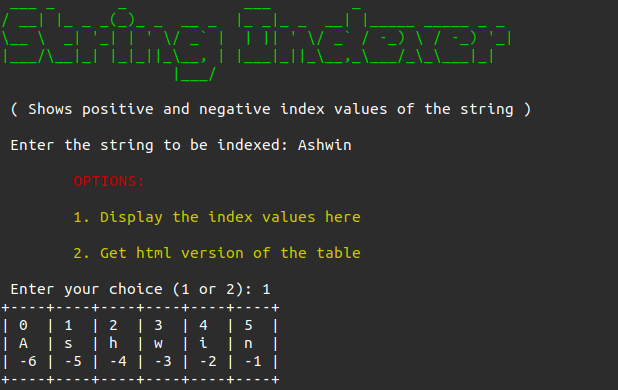 String Indexer
( Shows positive and negative index values of the string )
Enter the string to be indexed: Ashwin
OPTIONS:
1. Display the index values here
2. Get html version of the table
Enter your choice (1 or 2): 1
+----+----+----+----+----+----+
| 0 | 1 | 2 | 3 | 4 | 5 |
| A | s | h | w | i | n |
| -6 | -5 | -4 | -3 | -2 | -1 |
+----+----+----+----+----+----+